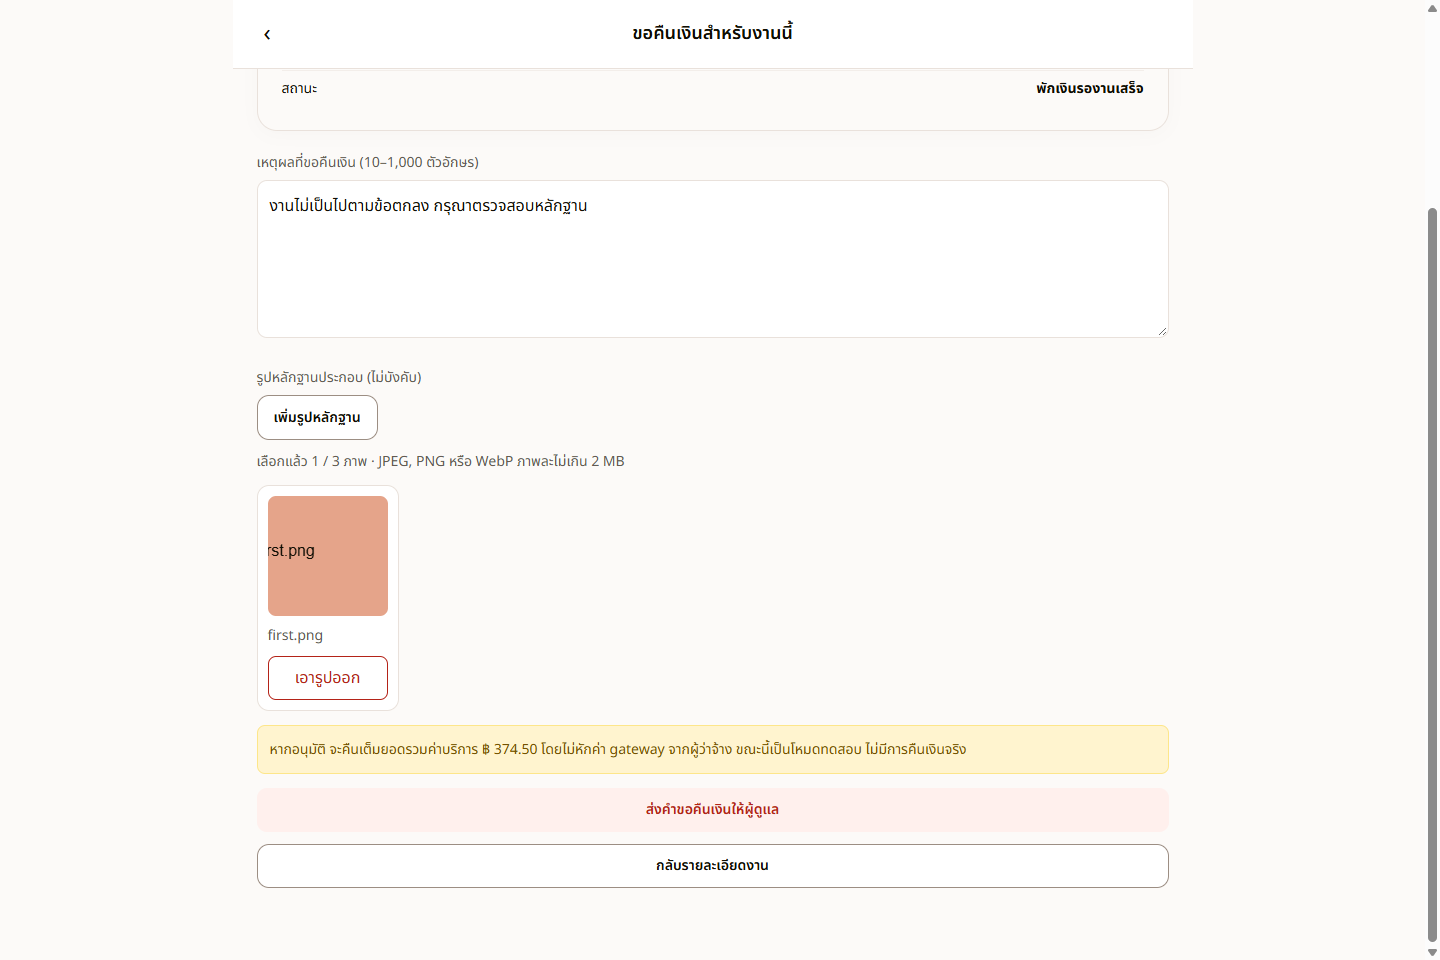 ‹
ขอคืนเงินสำหรับงานนี้
สถานะ
พักเงินรองานเสร็จ
เหตุผลที่ขอคืนเงิน (10–1,000 ตัวอักษร)
งานไม่เป็นไปตามข้อตกลง กรุณาตรวจสอบหลักฐาน
รูปหลักฐานประกอบ (ไม่บังคับ)
เพิ่มรูปหลักฐาน
เลือกแล้ว 1 / 3 ภาพ · JPEG, PNG หรือ WebP ภาพละไม่เกิน 2 MB
rst.png
first.png
เอารูปออก
หากอนุมัติ จะคืนเต็มยอดรวมค่าบริการ ฿ 374.50 โดยไม่หักค่า gateway จากผู้ว่าจ้าง ขณะนี้เป็นโหมดทดสอบ ไม่มีการคืนเงินจริง
ส่งคำขอคืนเงินให้ผู้ดูแล
กลับรายละเอียดงาน